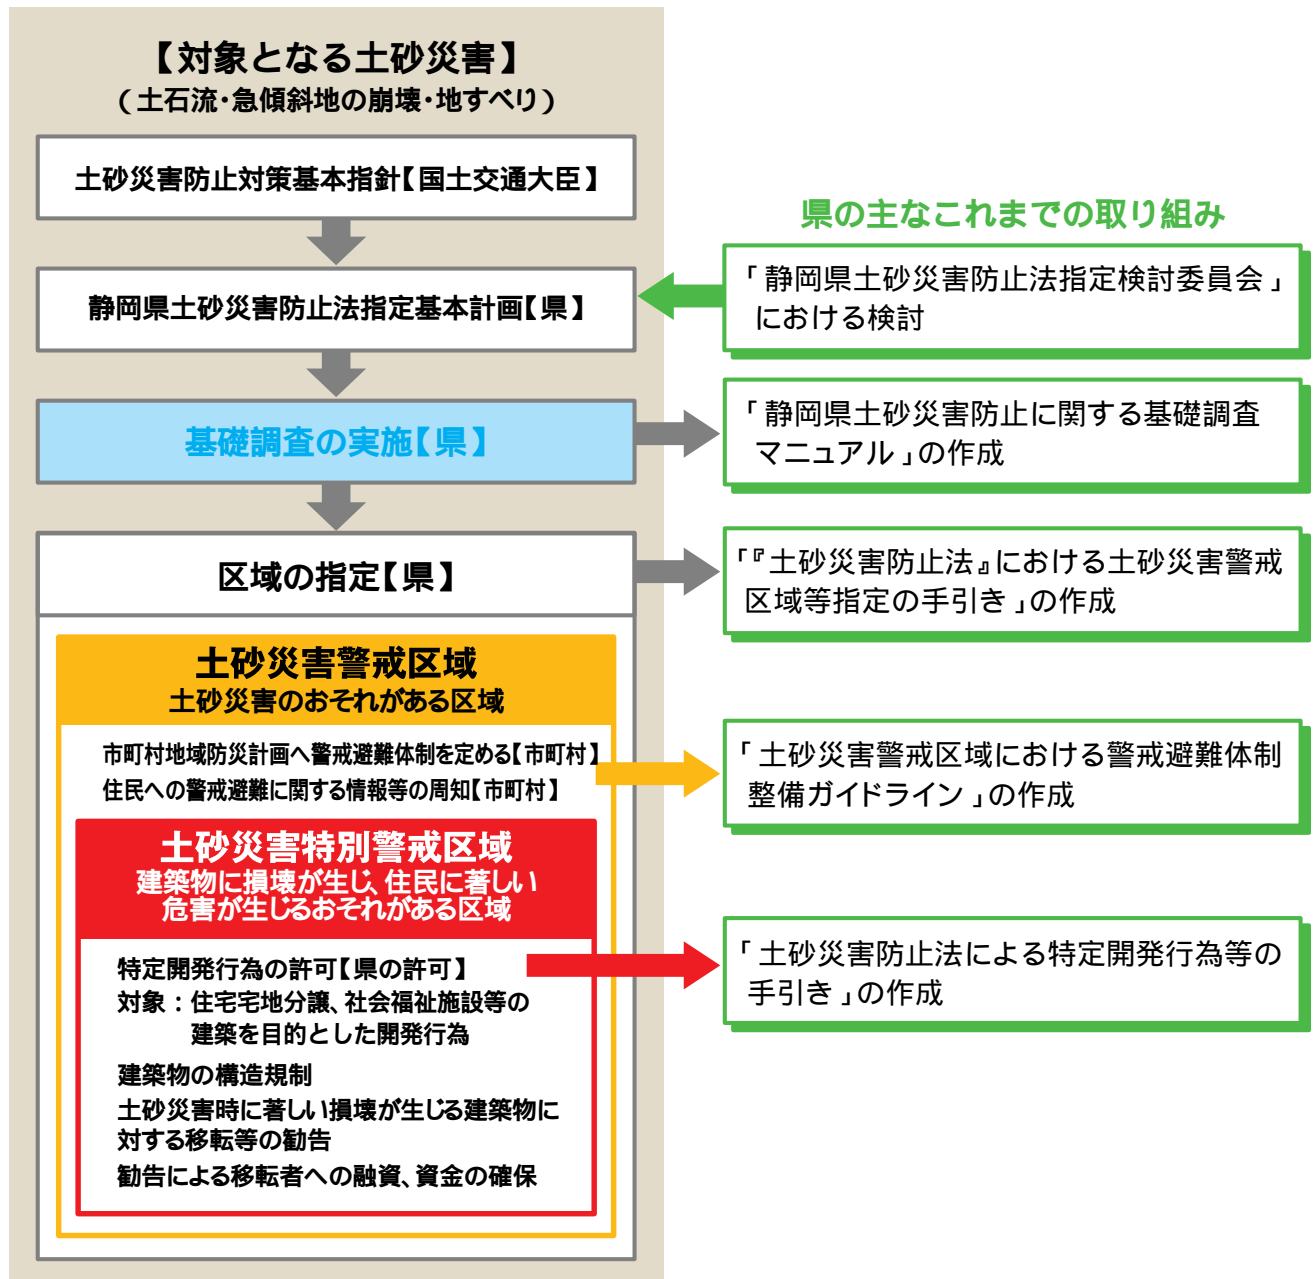 【対象となる土砂災害】
(土石流・急傾斜地の崩壊・地すべり)
土砂災害防止対策基本指針【国土交通大臣】
静岡県土砂災害防止法指定基本計画【県】
基礎調査の実施【県】
区域の指定【県】
土砂災害警戒区域
土砂災害のおそれがある区域
市町村地域防災計画へ警戒避難体制を定める【市町村】
住民への警戒避難に関する情報等の周知【市町村】
土砂災害特別警戒区域
建築物に損壊が生じ、住民に著しい
危害が生じるおそれがある区域
特定開発行為の許可【県の許可】
対象：住宅宅地分譲、社会福祉施設等の
建築を目的とした開発行為
建築物の構造規制
土砂災害時に著しい損壊が生じる建築物に
対する移転等の勧告
勧告による移転者への融資、資金の確保
県の主なこれまでの取り組み
「静岡県土砂災害防止法指定検討委員会」
における検討
「静岡県土砂災害防止に関する基礎調査
マニュアル」の作成
「『土砂災害防止法』における土砂災害警戒
区域等指定の手引き」の作成
「土砂災害警戒区域における警戒避難体制
整備ガイドライン」の作成
「土砂災害防止法による特定開発行為等の
手引き」の作成